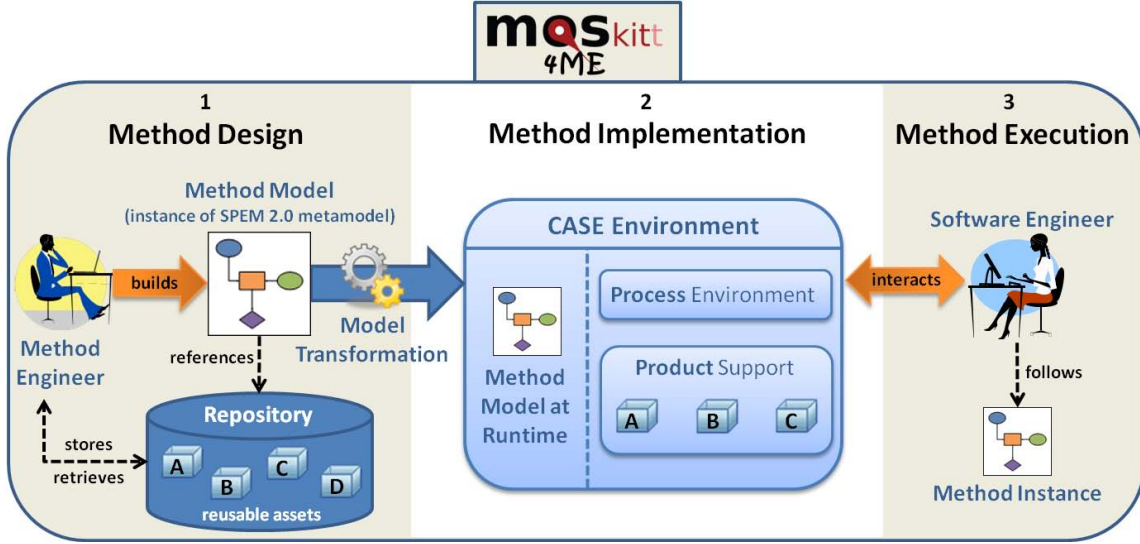 mOSkitt
4ME
1
Method Design
2
Method Implementation
3
Method Execution
Method Model
(instance of SPEM 2.0 metamodel)
builds
Method
Engineer
Model
Transformation
references
stores
retrieves
Repository
A
B
C
D
reusable assets
CASE Environment
Method
Model at
Runtime
Process Environment
Product Support
A
B
C
interacts
Software Engineer
follows
Method Instance